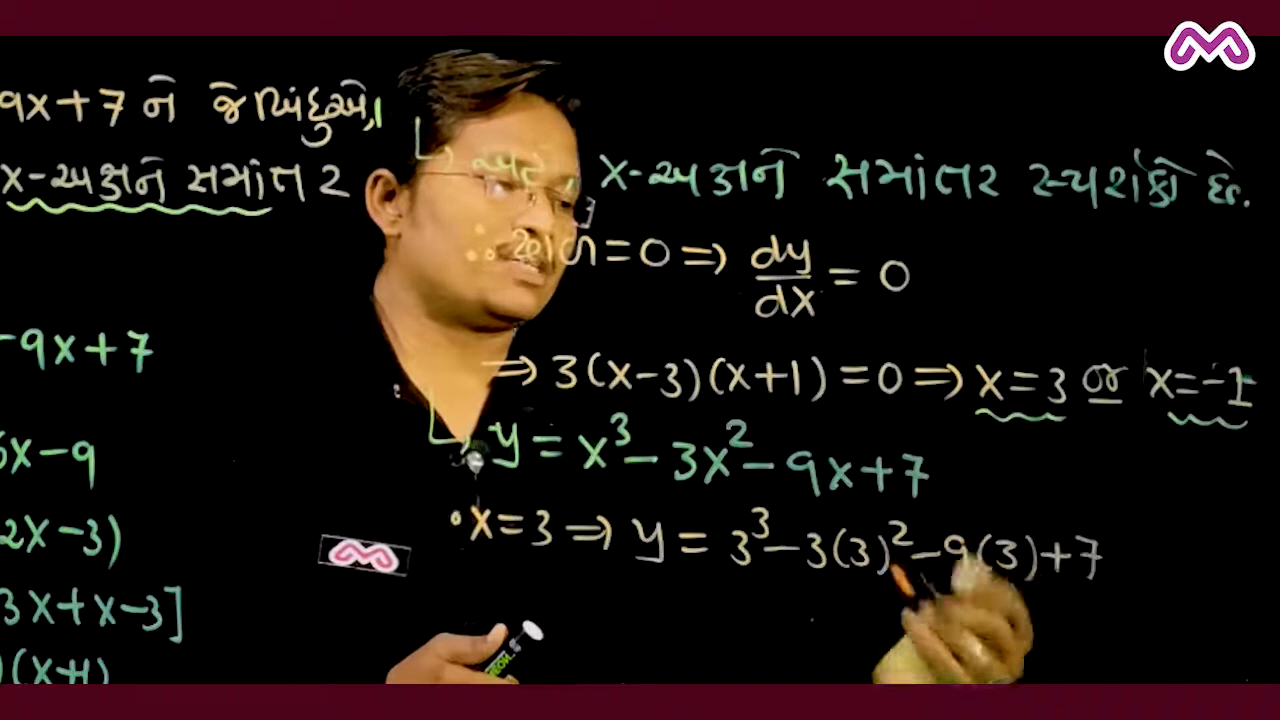 9x+7 ને જે બિંદુએ,
x-અક્ષને સમાંતર
x-અક્ષને સમાંતર સ્પર્શકો છે.
= 0 ⇒ dy/dx = 0
-9x+7
⇒ 3(x-3)(x+1) = 0 ⇒ x = 3 or x = -1
6x-9
y = x³ - 3x² - 9x + 7
2x-3)
• x = 3 ⇒ y = 3³ - 3(3)² - 9(3) + 7
3x+x-3]
)(x+1)